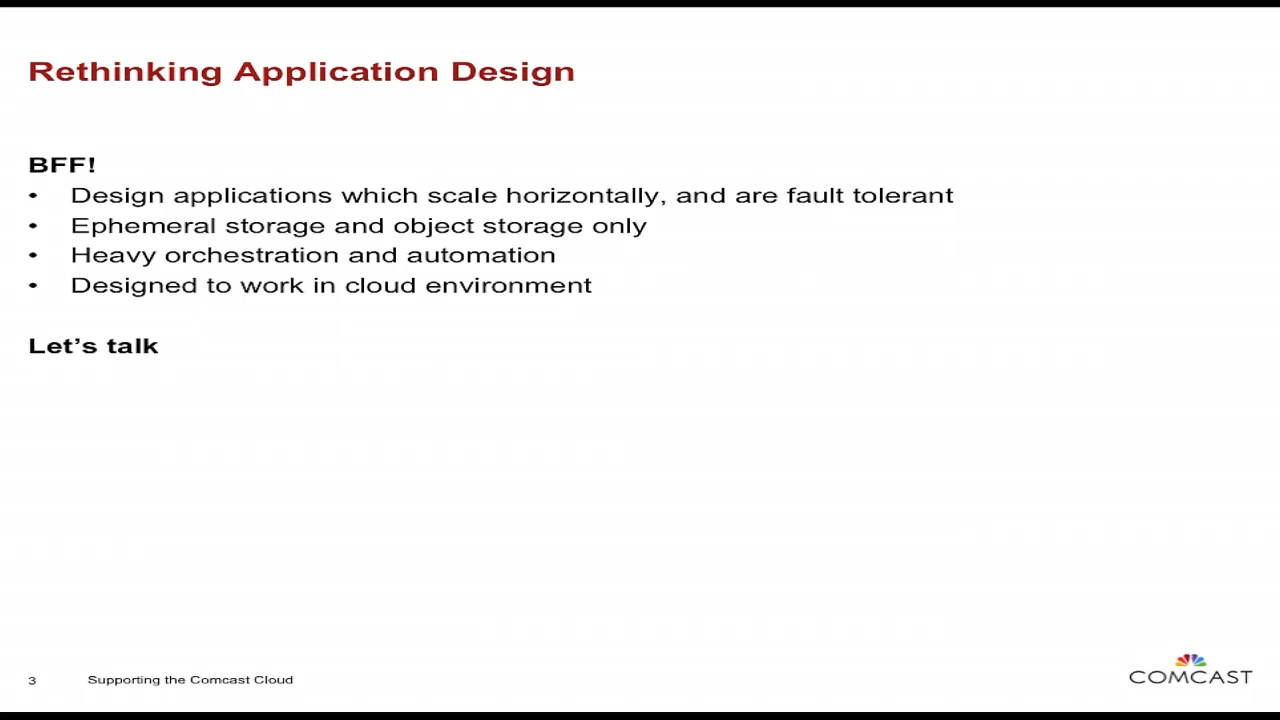 Rethinking Application Design
BFF!
• Design applications which scale horizontally, and are fault tolerant
• Ephemeral storage and object storage only
• Heavy orchestration and automation
• Designed to work in cloud environment
Let’s talk
3 Supporting the Comcast Cloud
COMCAST